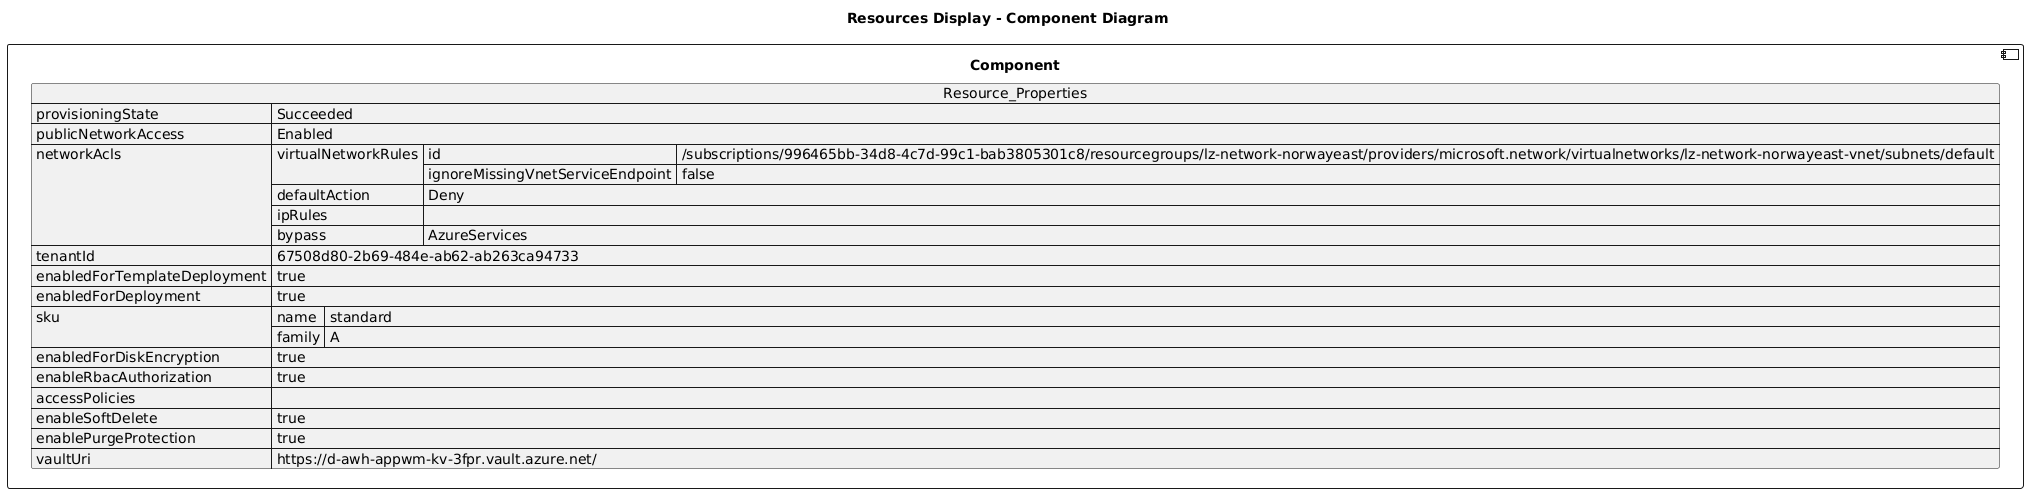 Resources Display - Component Diagram
Component
Resource_Properties
provisioningState Succeeded
publicNetworkAccess Enabled
networkAcls virtualNetworkRules id /subscriptions/996465bb-34d8-4c7d-99c1-bab3805301c8/resourcegroups/lz-network-norwayeast/providers/microsoft.network/virtualnetworks/lz-network-norwayeast-vnet/subnets/default
ignoreMissingVnetServiceEndpoint false
defaultAction Deny
ipRules
bypass AzureServices
tenantId 67508d80-2b69-484e-ab62-ab263ca94733
enabledForTemplateDeployment true
enabledForDeployment true
sku name standard
family A
enabledForDiskEncryption true
enableRbacAuthorization true
accessPolicies
enableSoftDelete true
enablePurgeProtection true
vaultUri https://d-awh-appwm-kv-3fpr.vault.azure.net/